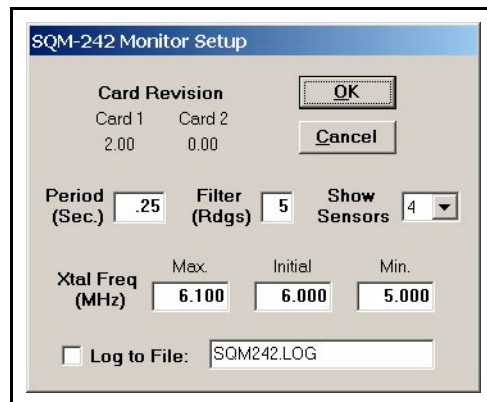 SQM-242 Monitor Setup
Card Revision
Card 1 Card 2
2.00 0.00
OK
Cancel
Period (Sec.) .25 Filter (Rdgs) 5 Show Sensors 4
Max. Initial Min.
Xtal Freq (MHz) 6.100 6.000 5.000
Log to File: SQM242.LOG